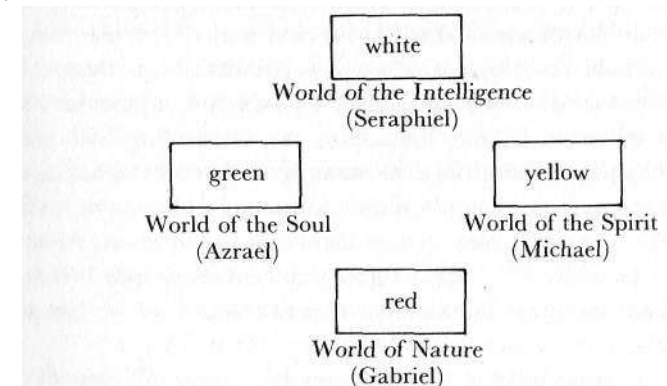 white
World of the Intelligence
(Seraphiel)
green
yellow
World of the Soul
World of the Spirit
(Azrael)
(Michael)
red
World of Nature
(Gabriel)